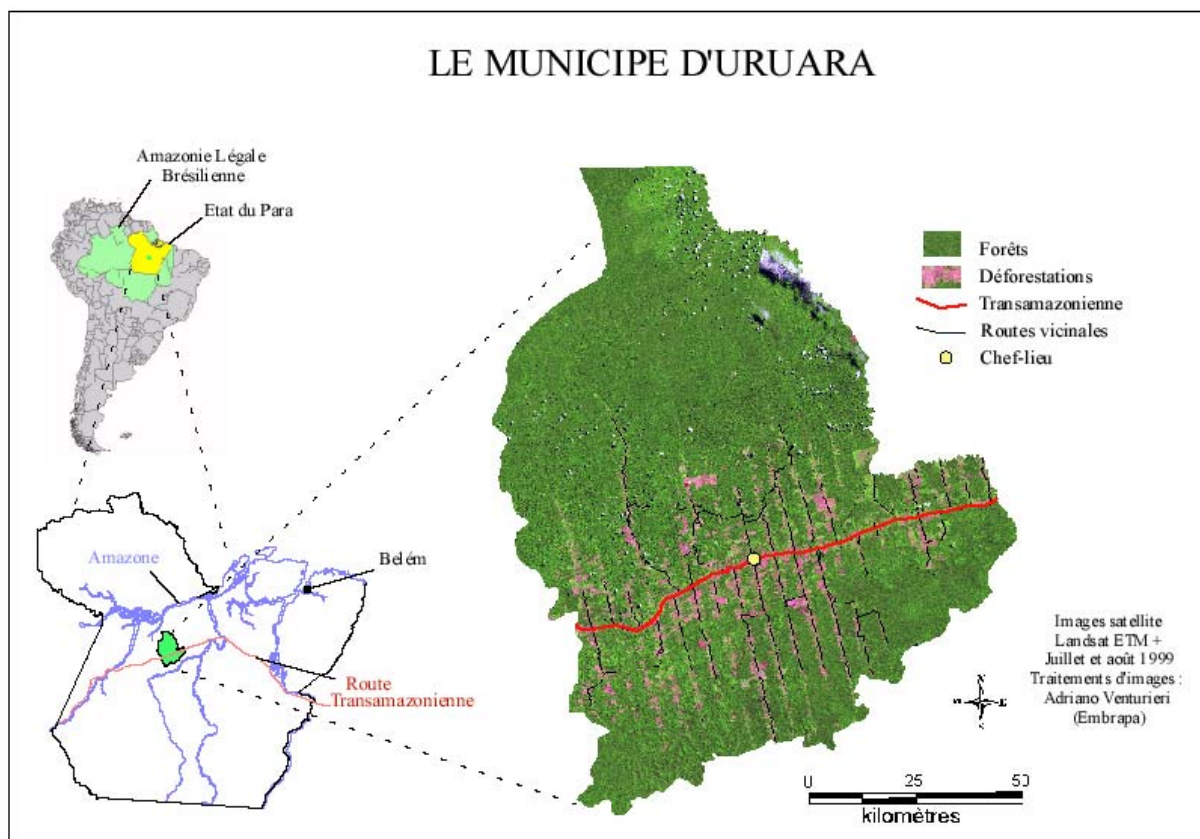 LE MUNICIPE D'URUARA
Amazonie Légale
Brésilienne
Etat du Para
Forêts
Déforestations
Transamazonienne
Routes vicinales
Chef-lieu
Amazone
Belém
Route
Transamazonienne
Images satellite
Landsat ETM +
Juillet et août 1999
Traitements d'images :
Adriano Venturieri
(Embrapa)
N
W E
S
0 25 50
kilomètres